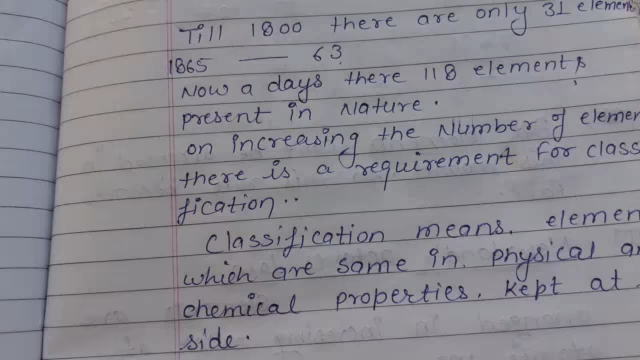 Till 1800 there are only 31 element
1865 —— 63
Now a days there 118 elements
present in Nature.
on increasing the Number of elemen
there is a requirement for class
fication..
Classification means. elemen
which are same in. physical an
chemical properties. kept at
side.